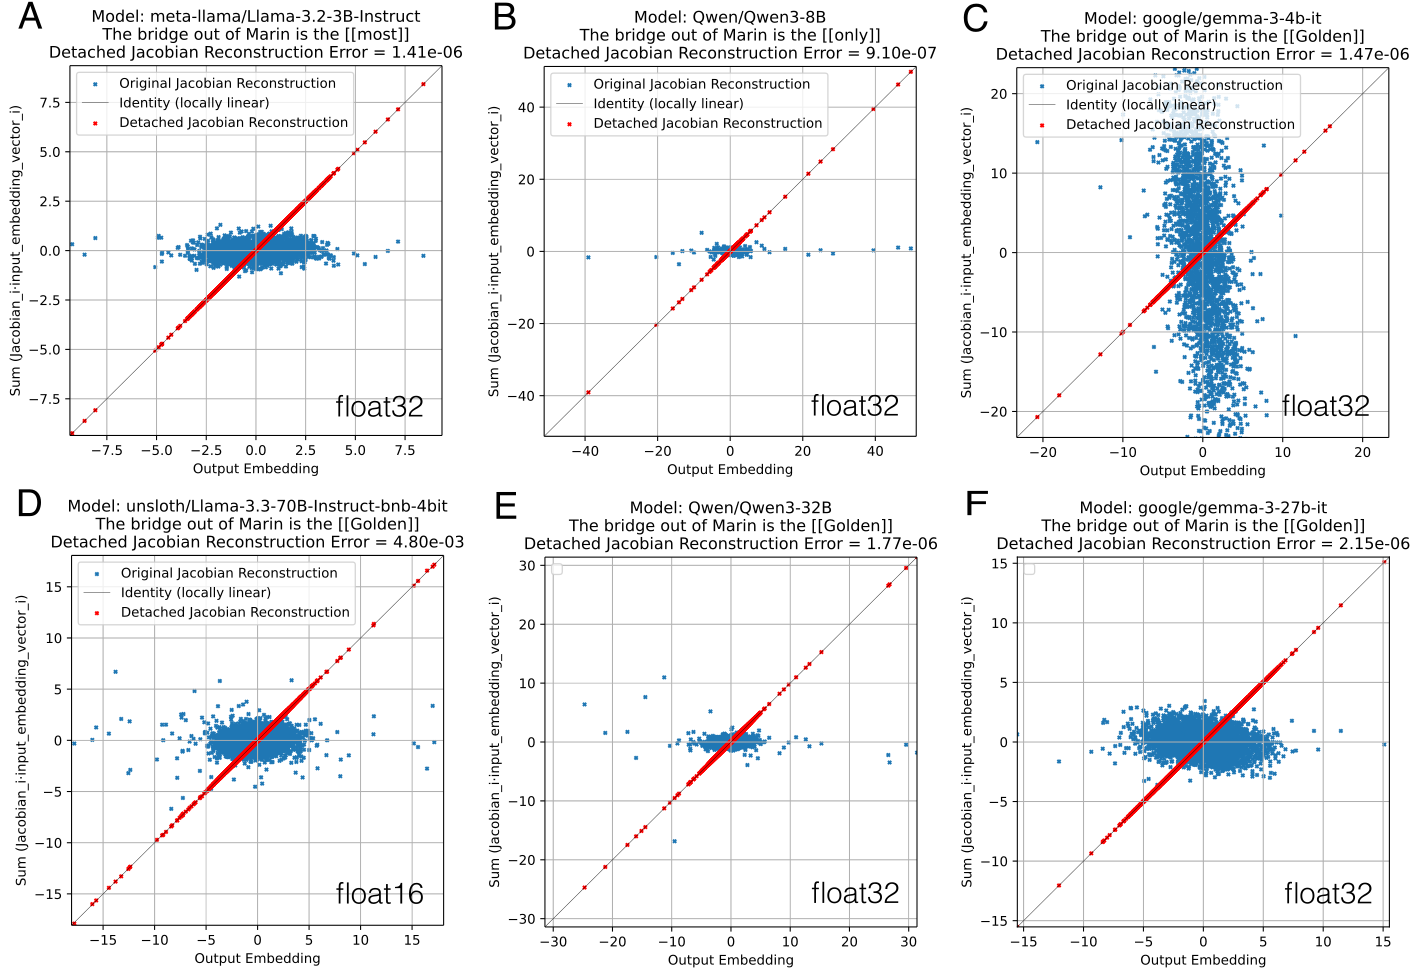 A
Model: meta-llama/Llama-3.2-3B-Instruct
The bridge out of Marin is the [[most]]
Detached Jacobian Reconstruction Error = 1.41e-06
Original Jacobian Reconstruction
Identity (locally linear)
Detached Jacobian Reconstruction
Sum (Jacobian_i·input_embedding_vector_i)
7.5
5.0
2.5
0.0
−2.5
−5.0
−7.5
float32
−7.5 −5.0 −2.5 0.0 2.5 5.0 7.5
Output Embedding
B
Model: Qwen/Qwen3-8B
The bridge out of Marin is the [[only]]
Detached Jacobian Reconstruction Error = 9.10e-07
Original Jacobian Reconstruction
Identity (locally linear)
Detached Jacobian Reconstruction
Sum (Jacobian_i·input_embedding_vector_i)
40
20
0
−20
−40
float32
−40 −20 0 20 40
Output Embedding
C
Model: google/gemma-3-4b-it
The bridge out of Marin is the [[Golden]]
Detached Jacobian Reconstruction Error = 1.47e-06
Original Jacobian Reconstruction
Identity (locally linear)
Detached Jacobian Reconstruction
Sum (Jacobian_i·input_embedding_vector_i)
20
10
0
−10
−20
float32
−20 −10 0 10 20
Output Embedding
D
Model: unsloth/Llama-3.3-70B-Instruct-bnb-4bit
The bridge out of Marin is the [[Golden]]
Detached Jacobian Reconstruction Error = 4.80e-03
Original Jacobian Reconstruction
Identity (locally linear)
Detached Jacobian Reconstruction
Sum (Jacobian_i·input_embedding_vector_i)
15
10
5
0
−5
−10
−15
float16
−15 −10 −5 0 5 10 15
Output Embedding
E
Model: Qwen/Qwen3-32B
The bridge out of Marin is the [[Golden]]
Detached Jacobian Reconstruction Error = 1.77e-06
Sum (Jacobian_i·input_embedding_vector_i)
30
20
10
0
−10
−20
−30
float32
−30 −20 −10 0 10 20 30
Output Embedding
F
Model: google/gemma-3-27b-it
The bridge out of Marin is the [[Golden]]
Detached Jacobian Reconstruction Error = 2.15e-06
Sum (Jacobian_i·input_embedding_vector_i)
15
10
5
0
−5
−10
−15
float32
−15 −10 −5 0 5 10 15
Output Embedding